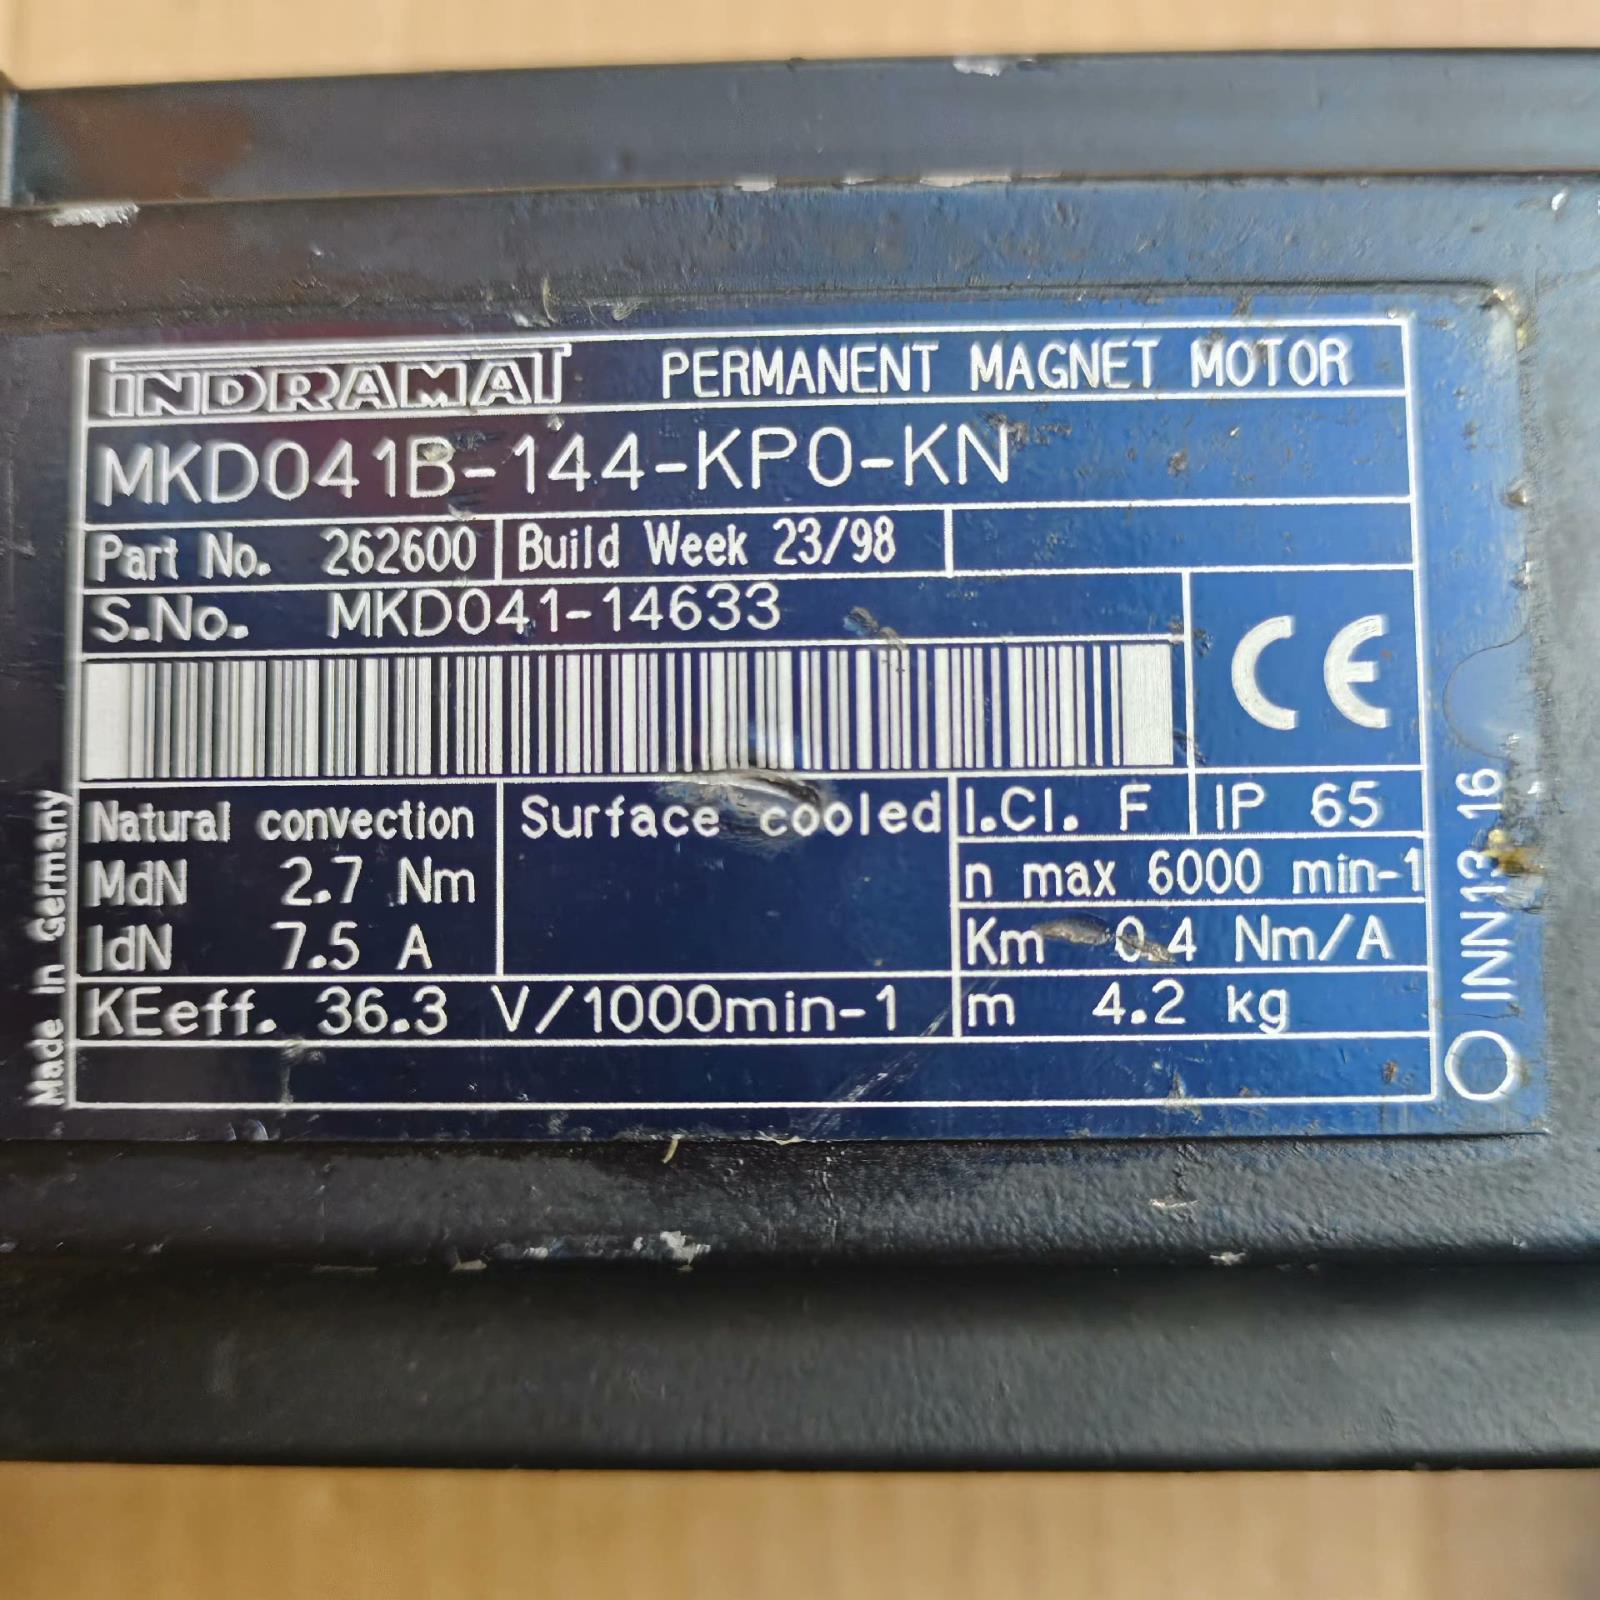 INDRAMAT PERMANENT MAGNET MOTOR
MKD041B-144-KP0-KN
Part No. 262600 Build Week 23/98
S.No. MKD041-14633
CE
Natural convection Surface cooled I.Cl. F IP 65
MdN 2.7 Nm n max 6000 min-1
IdN 7.5 A Km 0.4 Nm/A
KEeff. 36.3 V/1000min-1 m 4.2 kg
Made in Germany
INN13.16